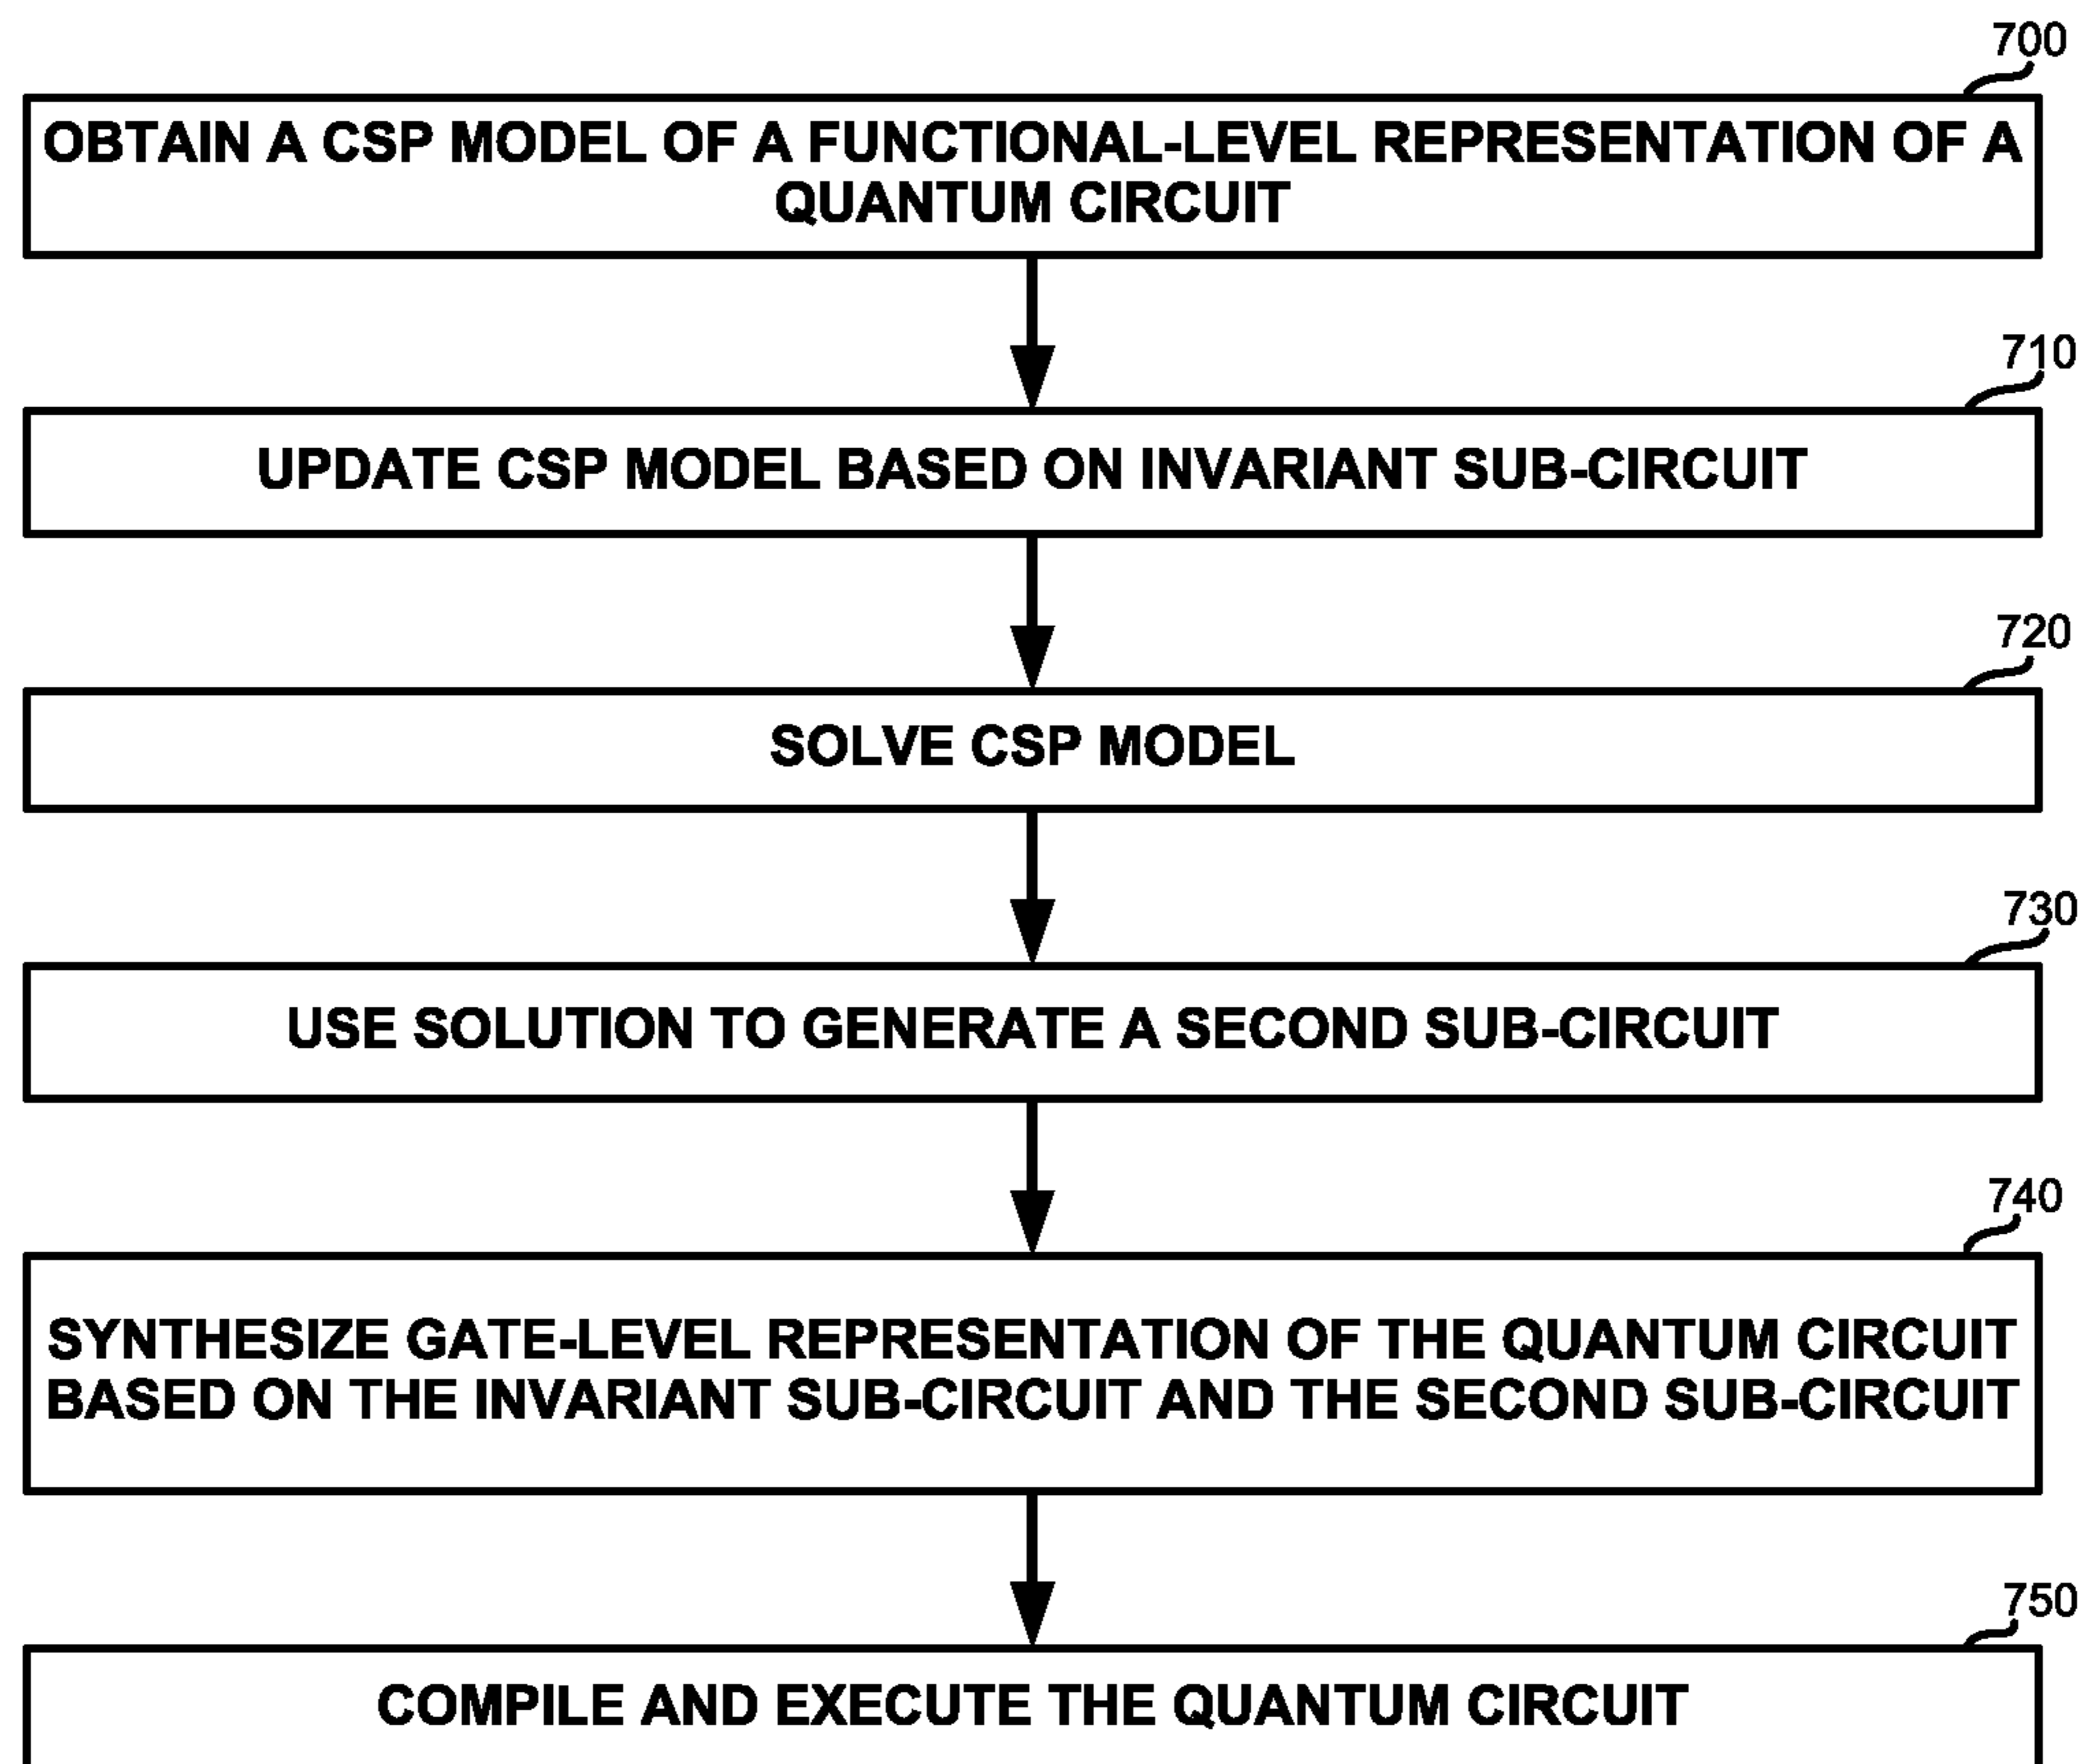 700
OBTAIN A CSP MODEL OF A FUNCTIONAL-LEVEL REPRESENTATION OF A
QUANTUM CIRCUIT
710
UPDATE CSP MODEL BASED ON INVARIANT SUB-CIRCUIT
720
SOLVE CSP MODEL
730
USE SOLUTION TO GENERATE A SECOND SUB-CIRCUIT
740
SYNTHESIZE GATE-LEVEL REPRESENTATION OF THE QUANTUM CIRCUIT
BASED ON THE INVARIANT SUB-CIRCUIT AND THE SECOND SUB-CIRCUIT
750
COMPILE AND EXECUTE THE QUANTUM CIRCUIT